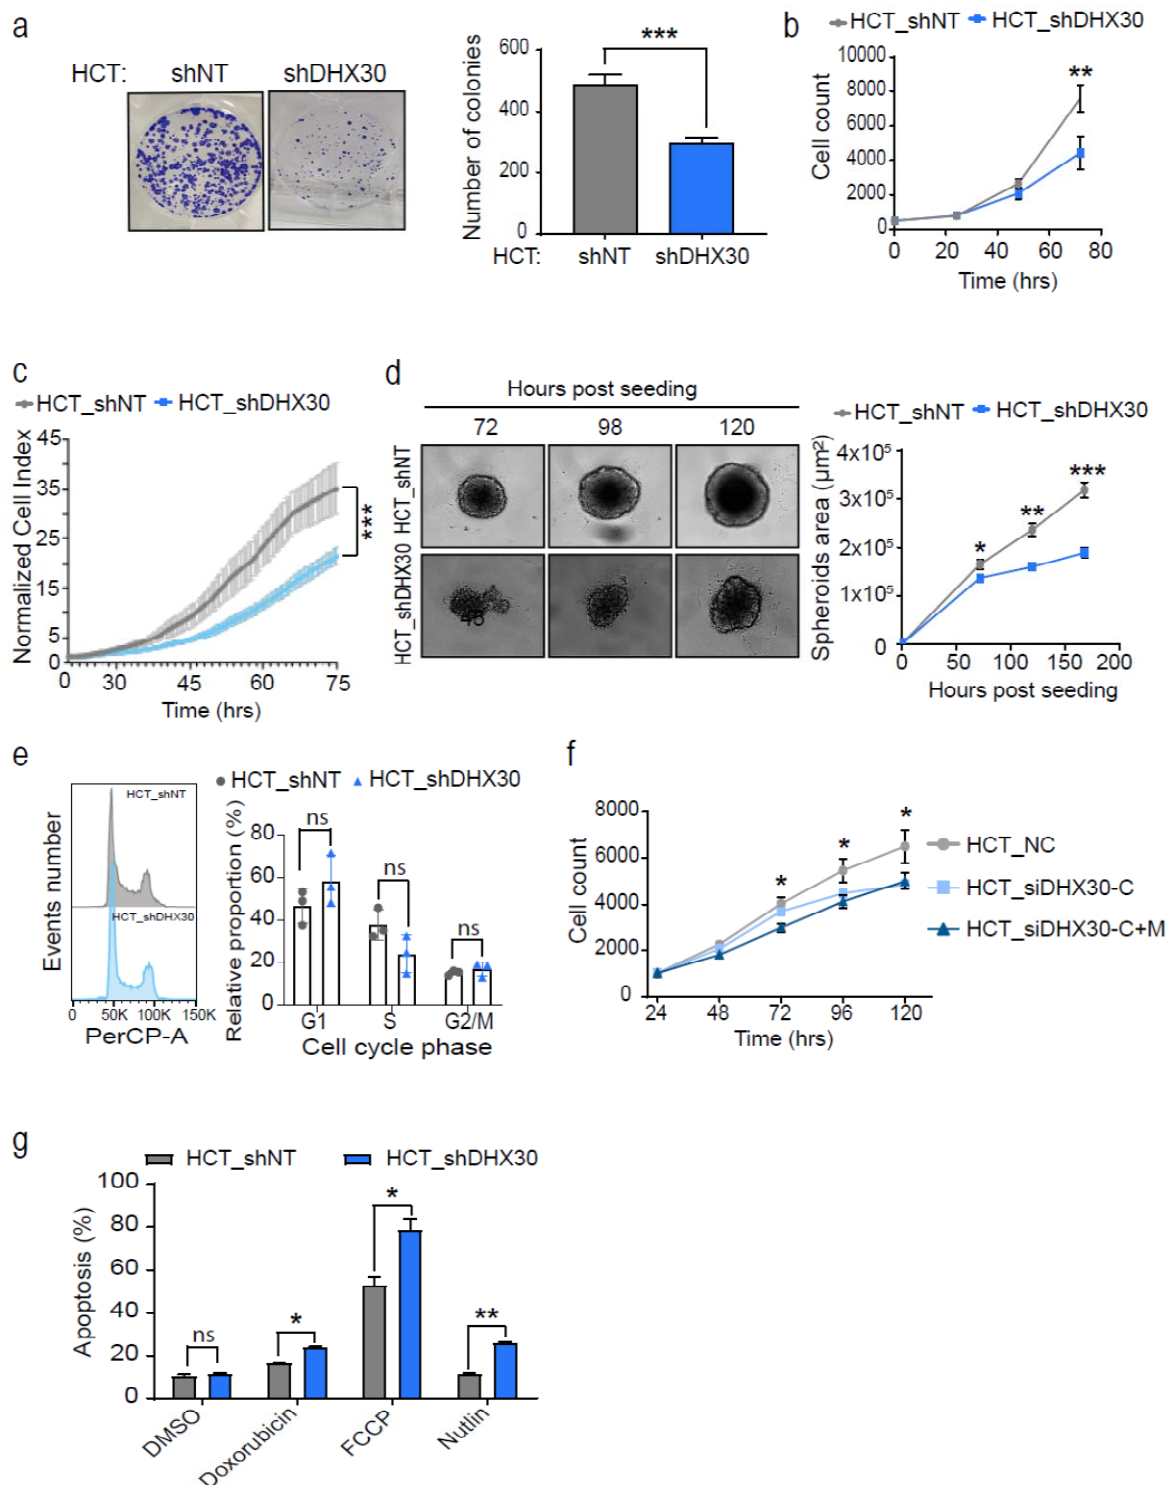 a
HCT: shNT shDHX30
Number of colonies
600
400
200
0
***
HCT: shNT shDHX30
b
HCT_shNT HCT_shDHX30
Cell count
10000
8000
6000
4000
2000
0
**
0 20 40 60 80
Time (hrs)
c
HCT_shNT HCT_shDHX30
Normalized Cell Index
45
35
25
15
5
0
***
0 30 45 60 75
Time (hrs)
d
Hours post seeding
72 98 120
HCT_shNT
HCT_shDHX30
HCT_shNT HCT_shDHX30
Spheroids area (µm²)
4x10⁵
3x10⁵
2x10⁵
1x10⁵
0
* ** ***
0 50 100 150 200
Hours post seeding
e
Events number
HCT_shNT
HCT_shDHX30
0 50K 100K 150K
PerCP-A
HCT_shNT HCT_shDHX30
Relative proportion (%)
80
60
40
20
0
ns ns ns
G1 S G2/M
Cell cycle phase
f
Cell count
8000
6000
4000
2000
0
* * *
24 48 72 96 120
Time (hrs)
HCT_NC
HCT_siDHX30-C
HCT_siDHX30-C+M
g
HCT_shNT HCT_shDHX30
Apoptosis (%)
100
80
60
40
20
0
ns * * **
DMSO Doxorubicin FCCP Nutlin